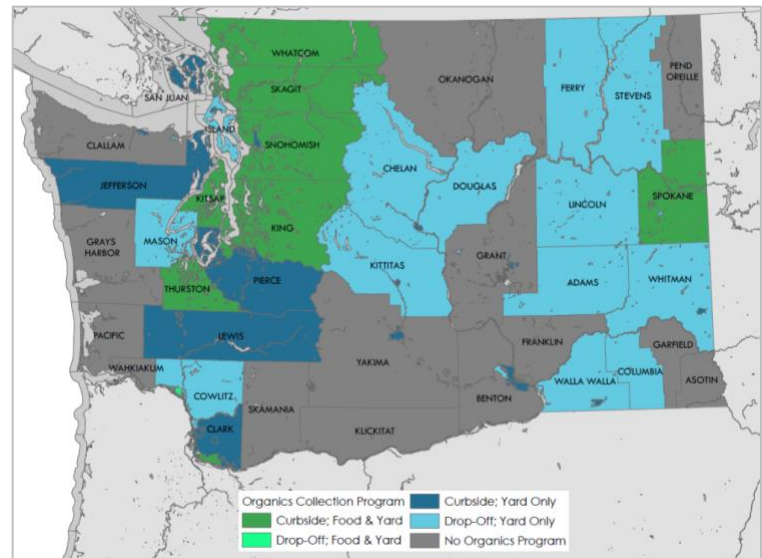 WHATCOM
OKANOGAN
PEND
OREILLE
SAN JUAN
SKAGIT
FERRY
STEVENS
ISLAND
CLALLAM
SNOHOMISH
CHELAN
JEFFERSON
DOUGLAS
KITSAP
LINCOLN
SPOKANE
KING
GRAYS
HARBOR
MASON
GRANT
KITTITAS
ADAMS
WHITMAN
THURSTON
PIERCE
PACIFIC
LEWIS
FRANKLIN
GARFIELD
YAKIMA
WAHKIAKUM
COLUMBIA
WALLA WALLA
ASOTIN
COWLITZ
BENTON
SKAMANIA
CLARK
KLICKITAT
Organics Collection Program
Curbside; Food & Yard
Drop-Off; Food & Yard
Curbside; Yard Only
Drop-Off; Yard Only
No Organics Program